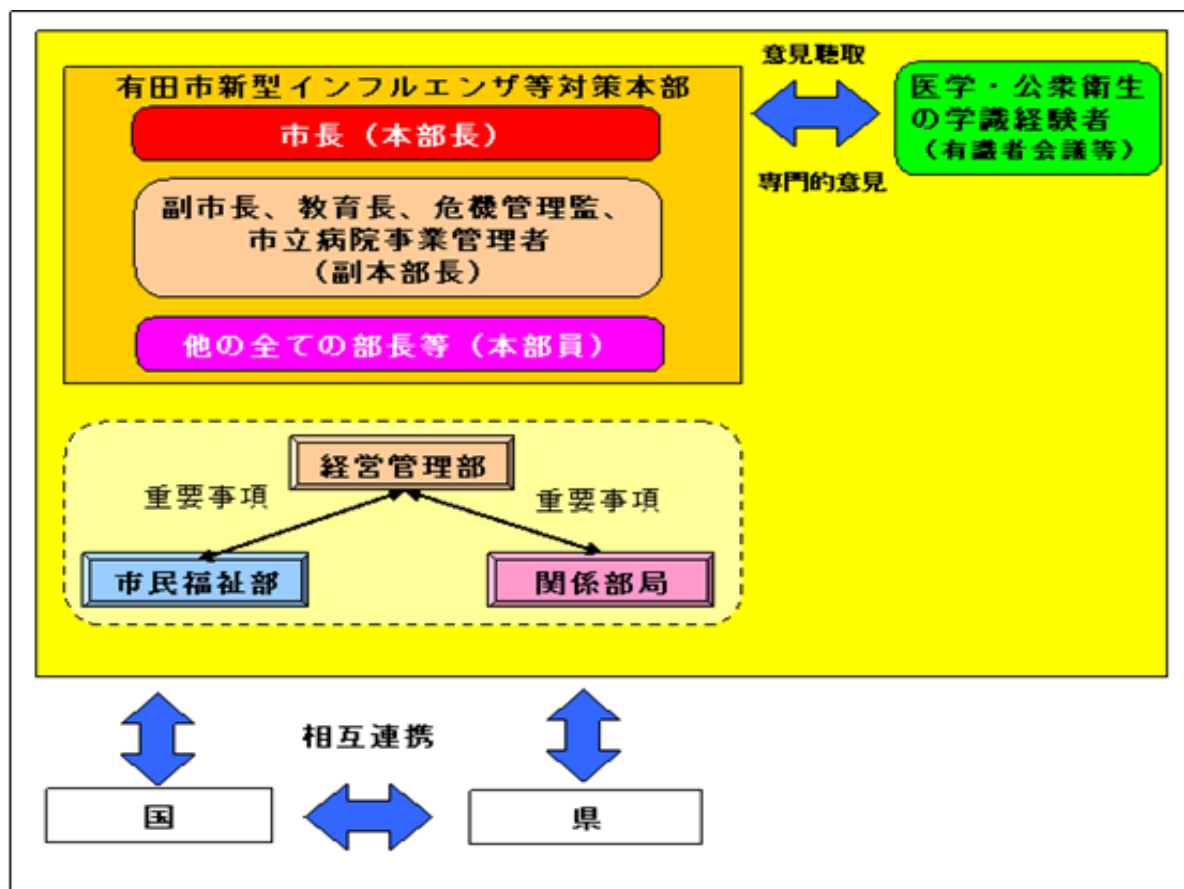 有田市新型インフルエンザ等対策本部
市長（本部長）
副市長、教育長、危機管理監、
市立病院事業管理者
（副本部長）
他の全ての部長等（本部員）
意見聴取
専門的意見
医学・公衆衛生
の学識経験者
（有識者会議等）
経営管理部
重要事項
重要事項
市民福祉部
関係部局
相互連携
国
県